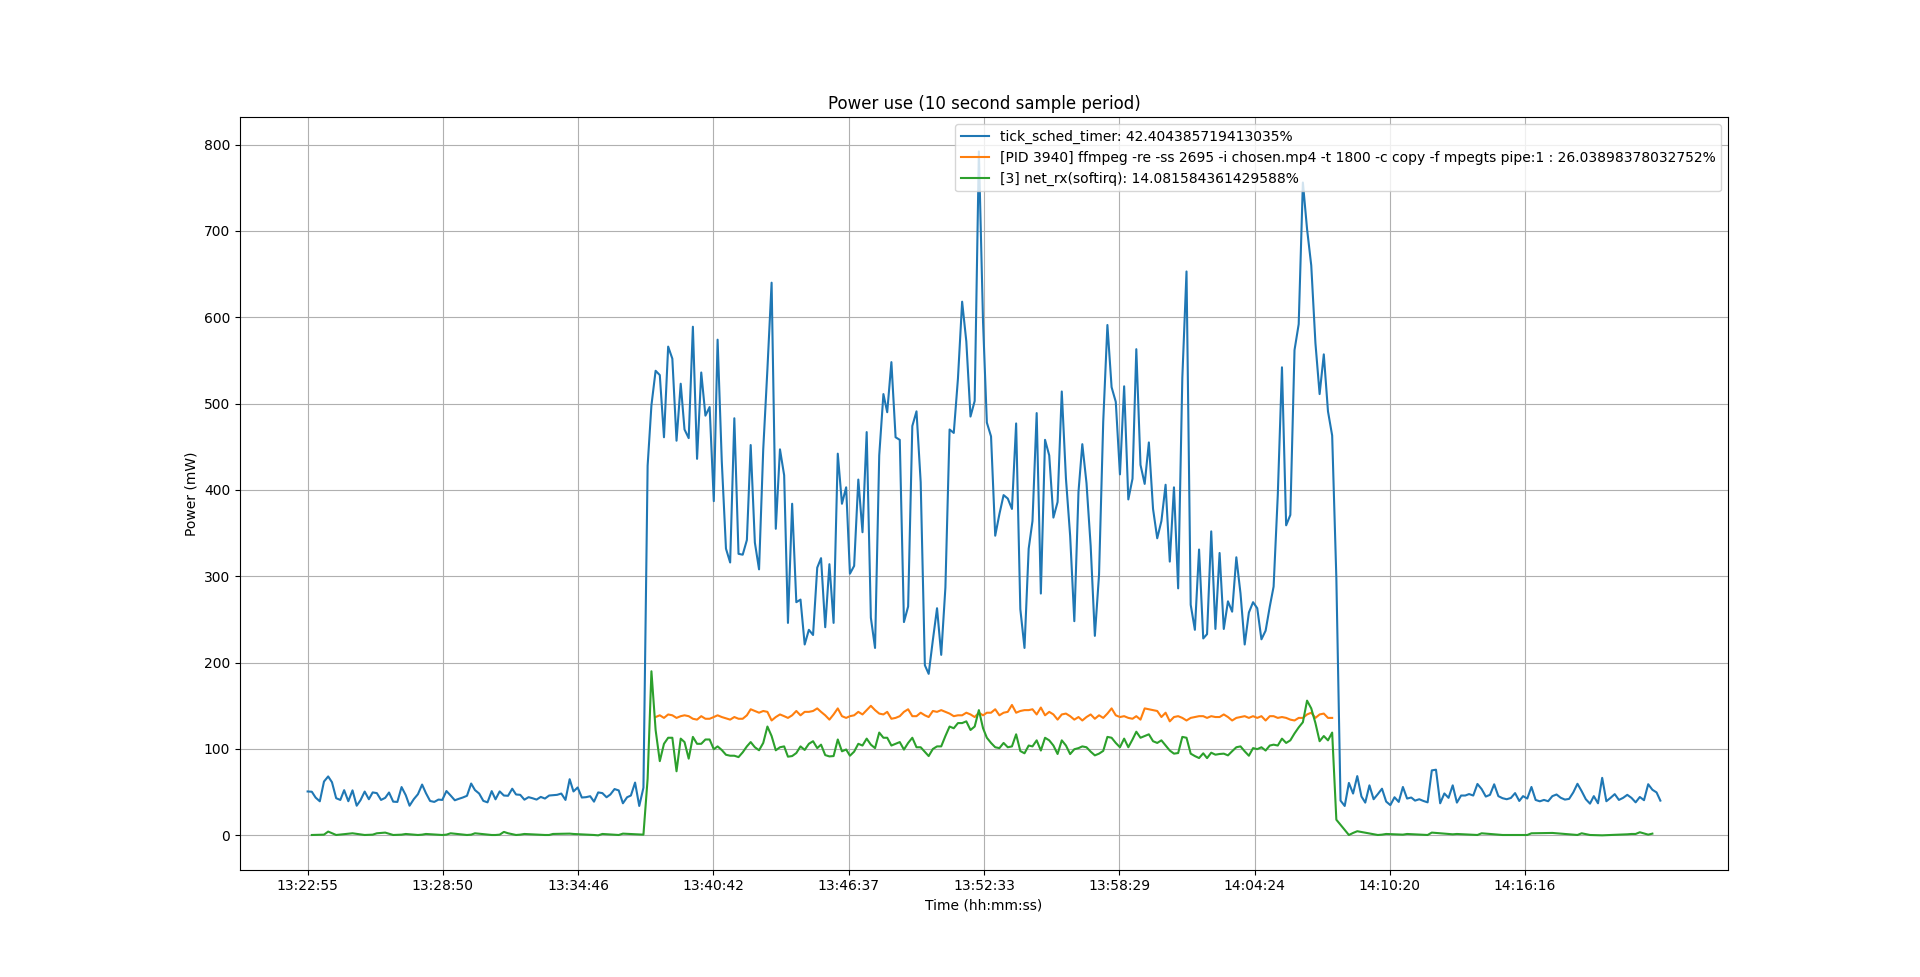 Power use (10 second sample period)
tick_sched_timer: 42.404385719413035%
[PID 3940] ffmpeg -re -ss 2695 -i chosen.mp4 -t 1800 -c copy -f mpegts pipe:1 : 26.03898378032752%
[3] net_rx(softirq): 14.081584361429588%
800
700
600
500
400
300
200
100
0
Power (mW)
13:22:55 13:28:50 13:34:46 13:40:42 13:46:37 13:52:33 13:58:29 14:04:24 14:10:20 14:16:16
Time (hh:mm:ss)